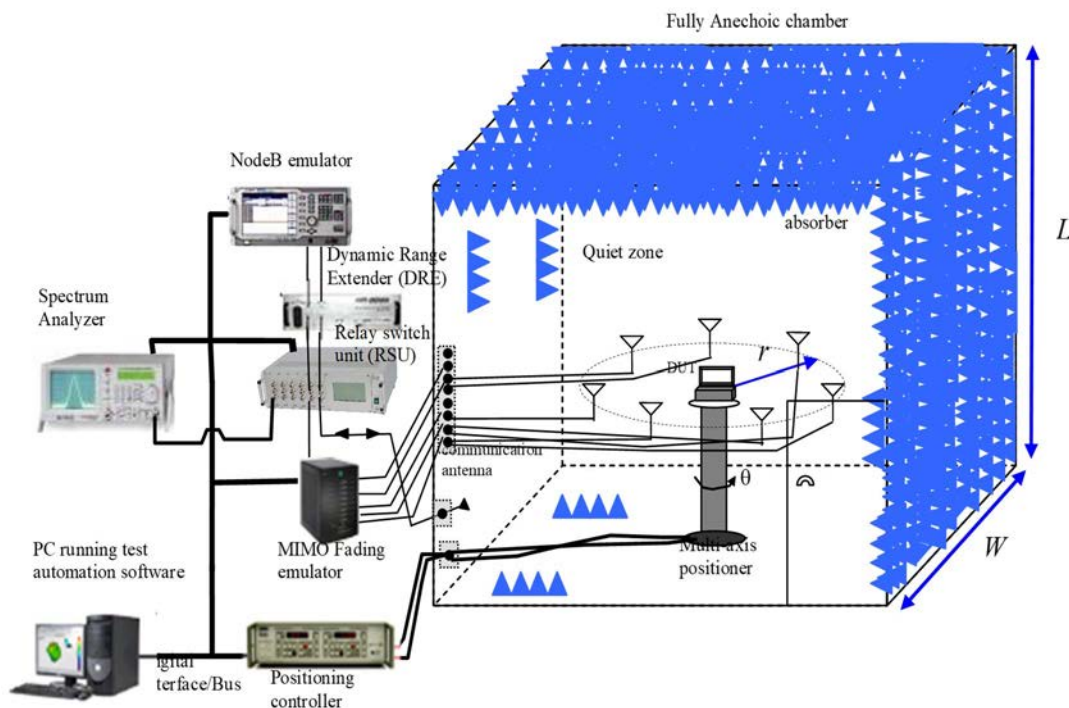 Fully Anechoic chamber
NodeB emulator
absorber
L
Dynamic Range
Extender (DRE)
Quiet zone
Spectrum
Analyzer
Relay switch
unit (RSU)
r
DUT
communication
antenna
θ
MIMO Fading
emulator
Multi-axis
positioner
W
PC running test
automation software
igital
terface/Bus
Positioning
controller